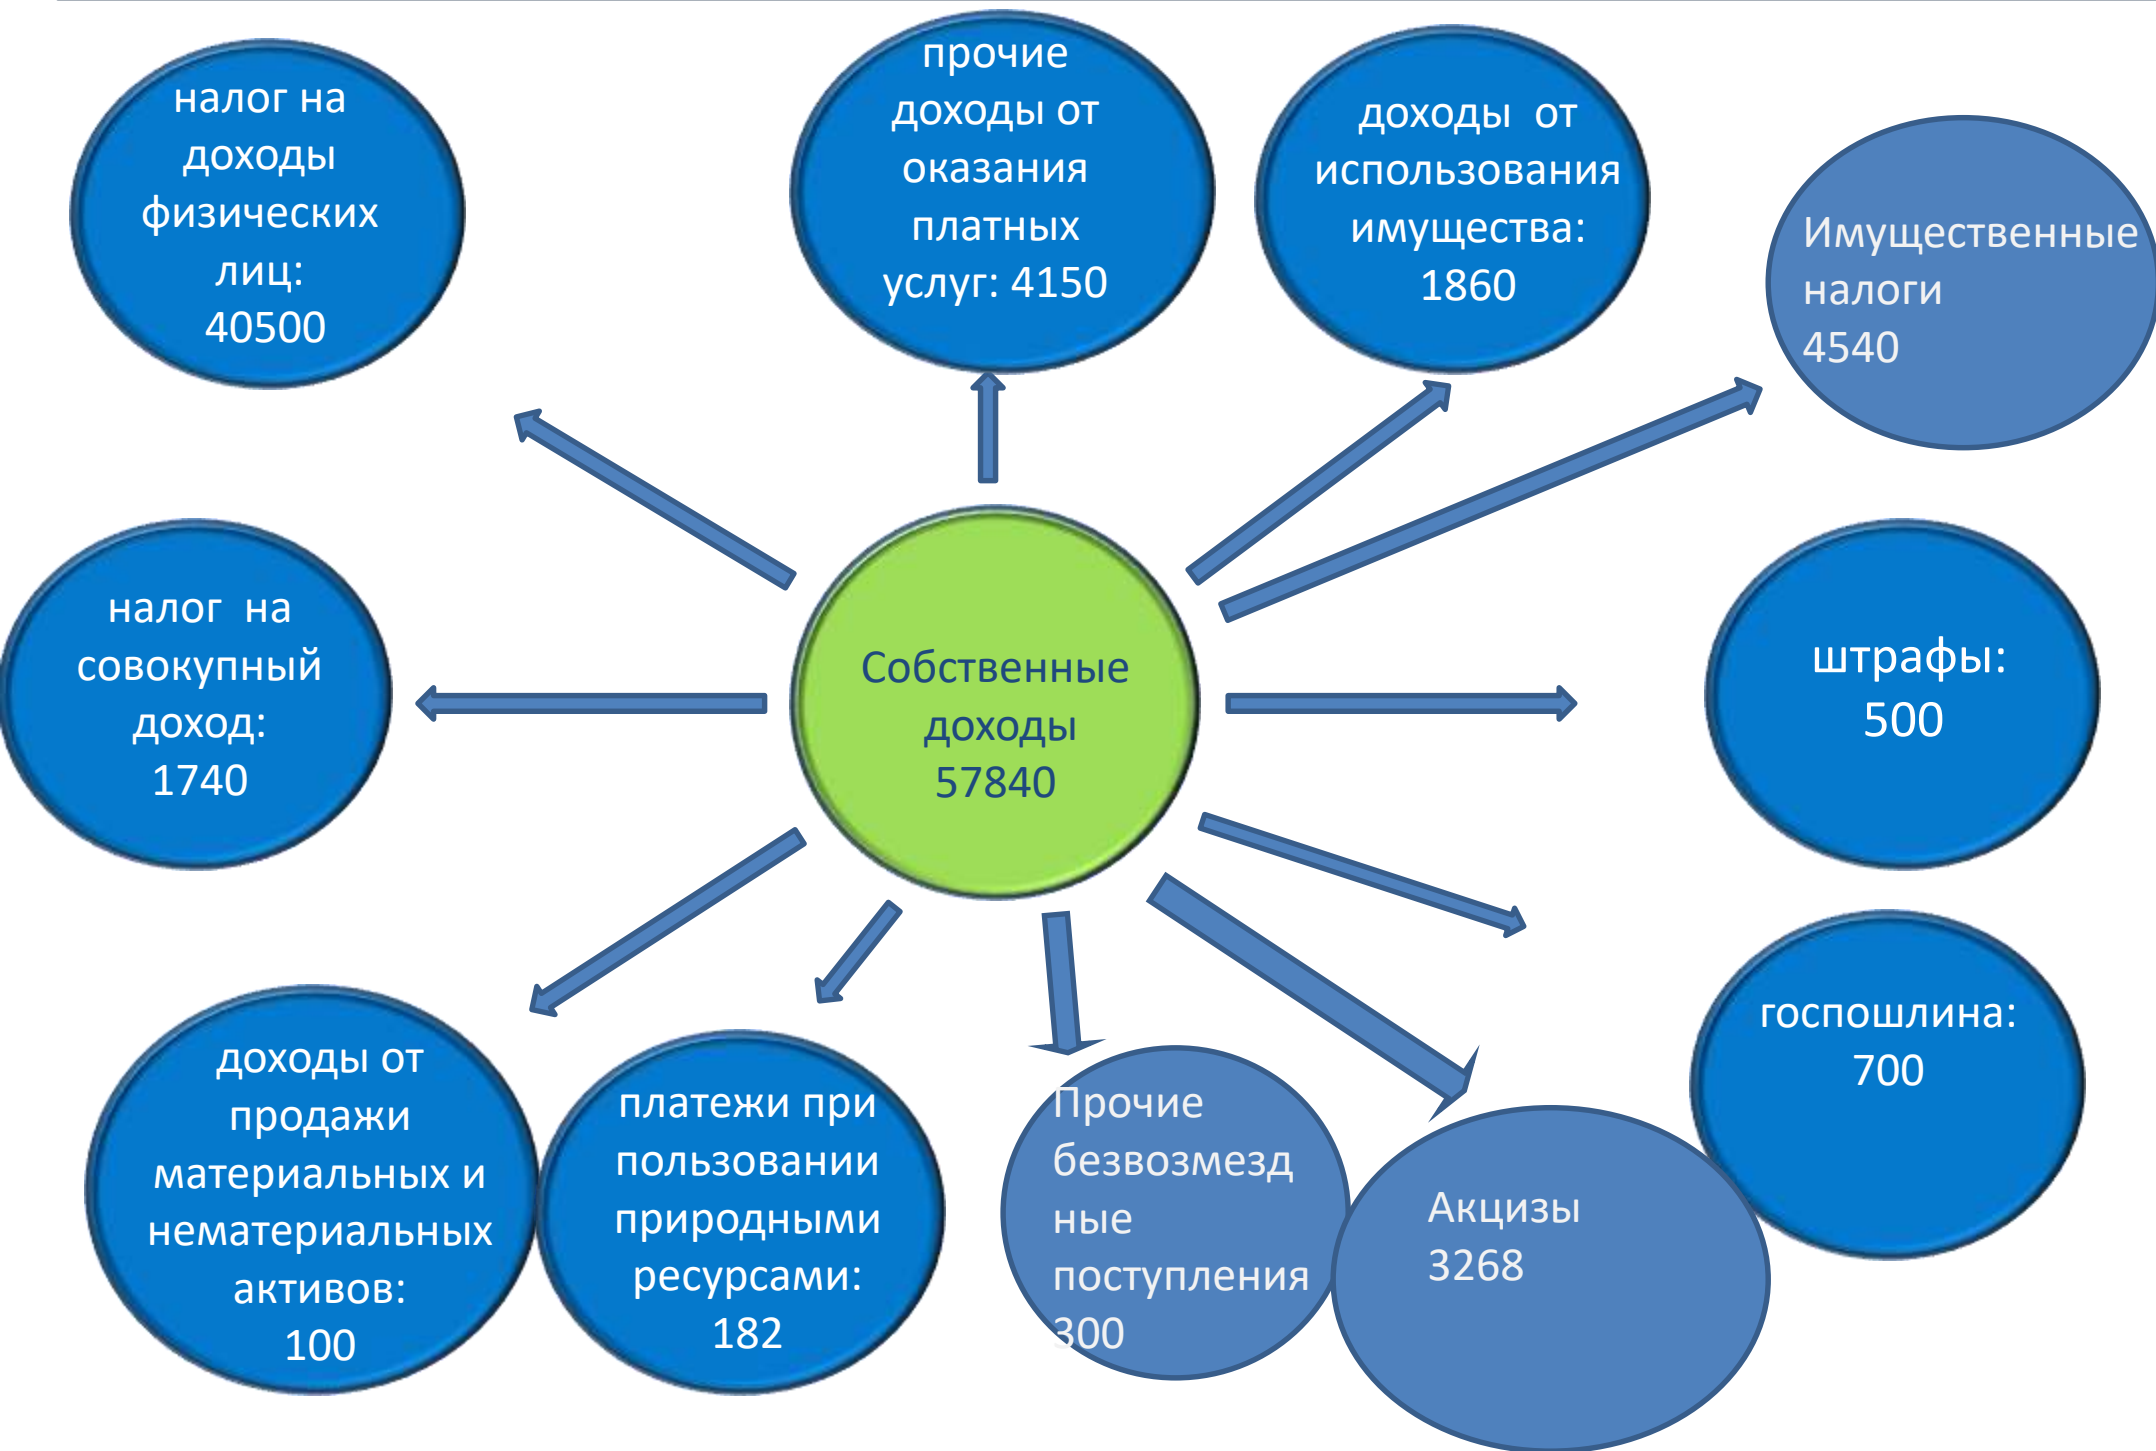 налог на
доходы
физических
лиц:
40500
прочие
доходы от
оказания
платных
услуг: 4150
доходы  от
использования
имущества:
1860
Имущественные
налоги
4540
налог  на
совокупный
доход:
1740
Собственные
доходы
57840
штрафы:
500
госпошлина:
700
доходы от
продажи
материальных и
нематериальных
активов:
100
платежи при
пользовании
природными
ресурсами:
182
Прочие
безвозмезд
ные
поступления
300
Акцизы
3268